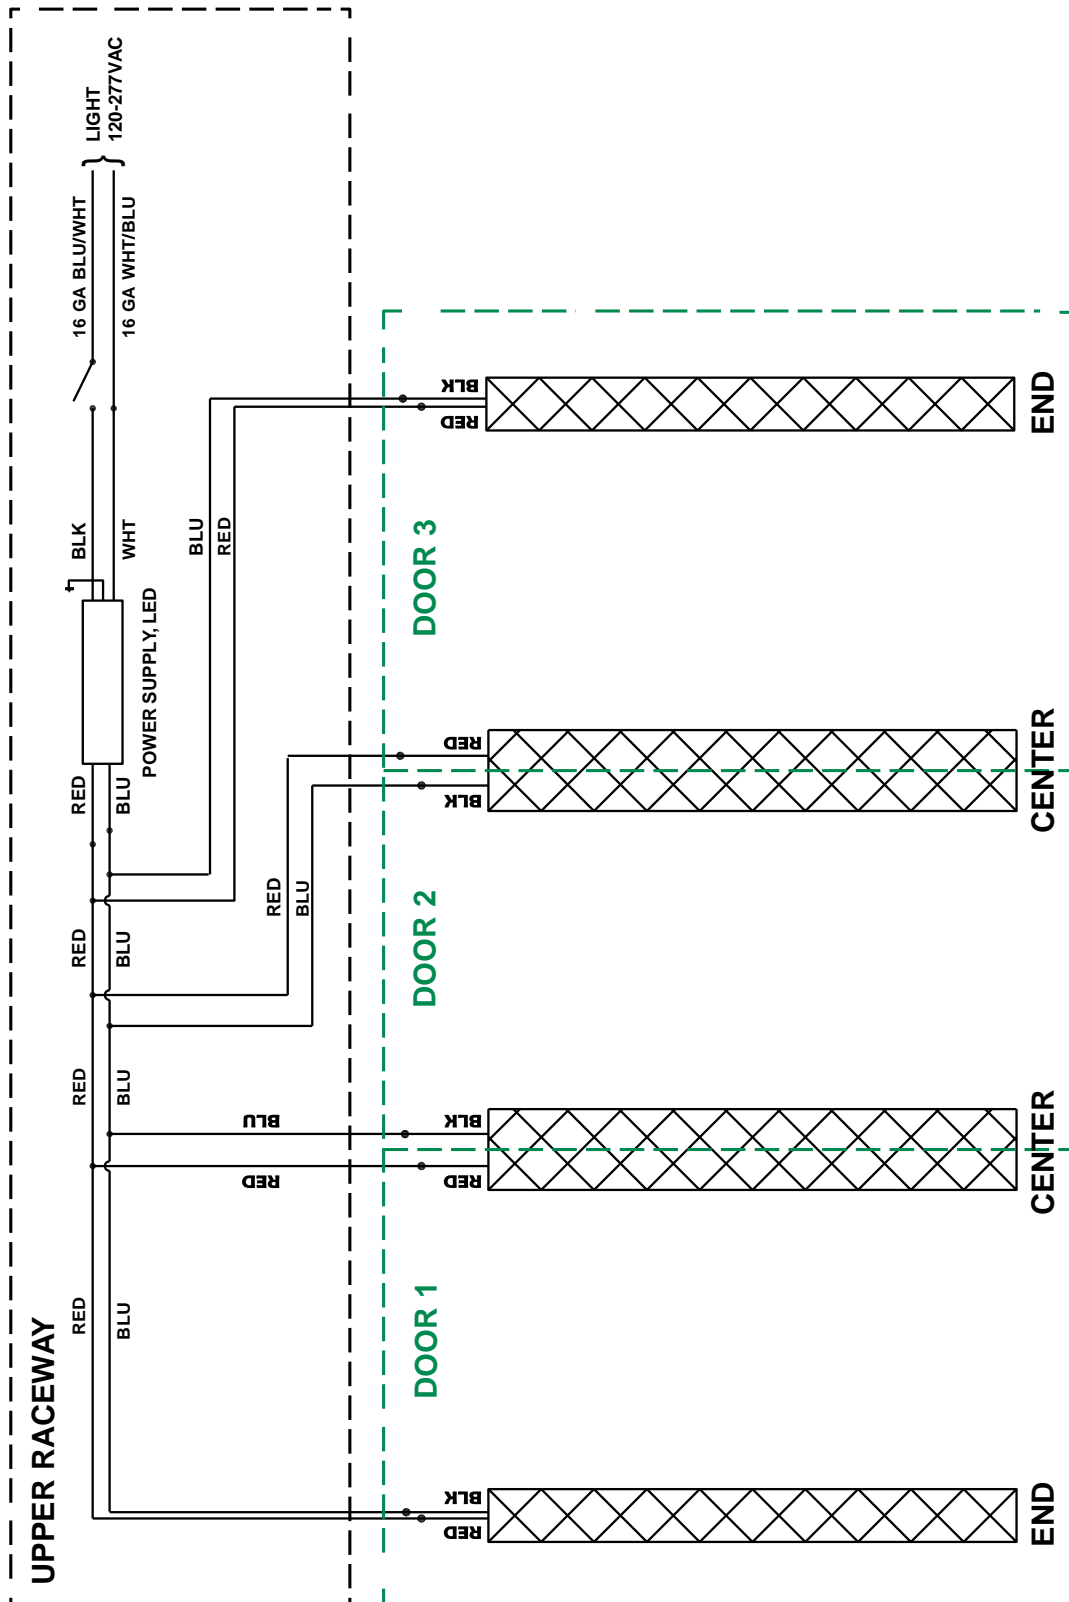 UPPER RACEWAY
LIGHT
120-277VAC
16 GA BLU/WHT
16 GA WHT/BLU
BLK
WHT
POWER SUPPLY, LED
RED
BLU
BLU
RED
RED
BLU
RED
BLU
RED
BLU
BLU
RED
RED
BLU
DOOR 1
DOOR 2
DOOR 3
BLK
RED
RED
BLK
BLK
RED
BLK
RED
END
CENTER
CENTER
END